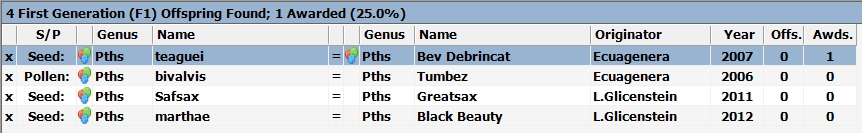 4 First Generation (F1) Offspring Found; 1 Awarded (25.0%)
S/P Genus Name Genus Name Originator Year Offs. Awds.
x Seed: Pths teaguei = Pths Bev Debrincat Ecuagenera 2007 0 1
x Pollen: Pths bivalvis = Pths Tumbez Ecuagenera 2006 0 0
x Seed: Pths Safsax = Pths Greatsax L.Glicenstein 2011 0 0
x Seed: Pths marthae = Pths Black Beauty L.Glicenstein 2012 0 0